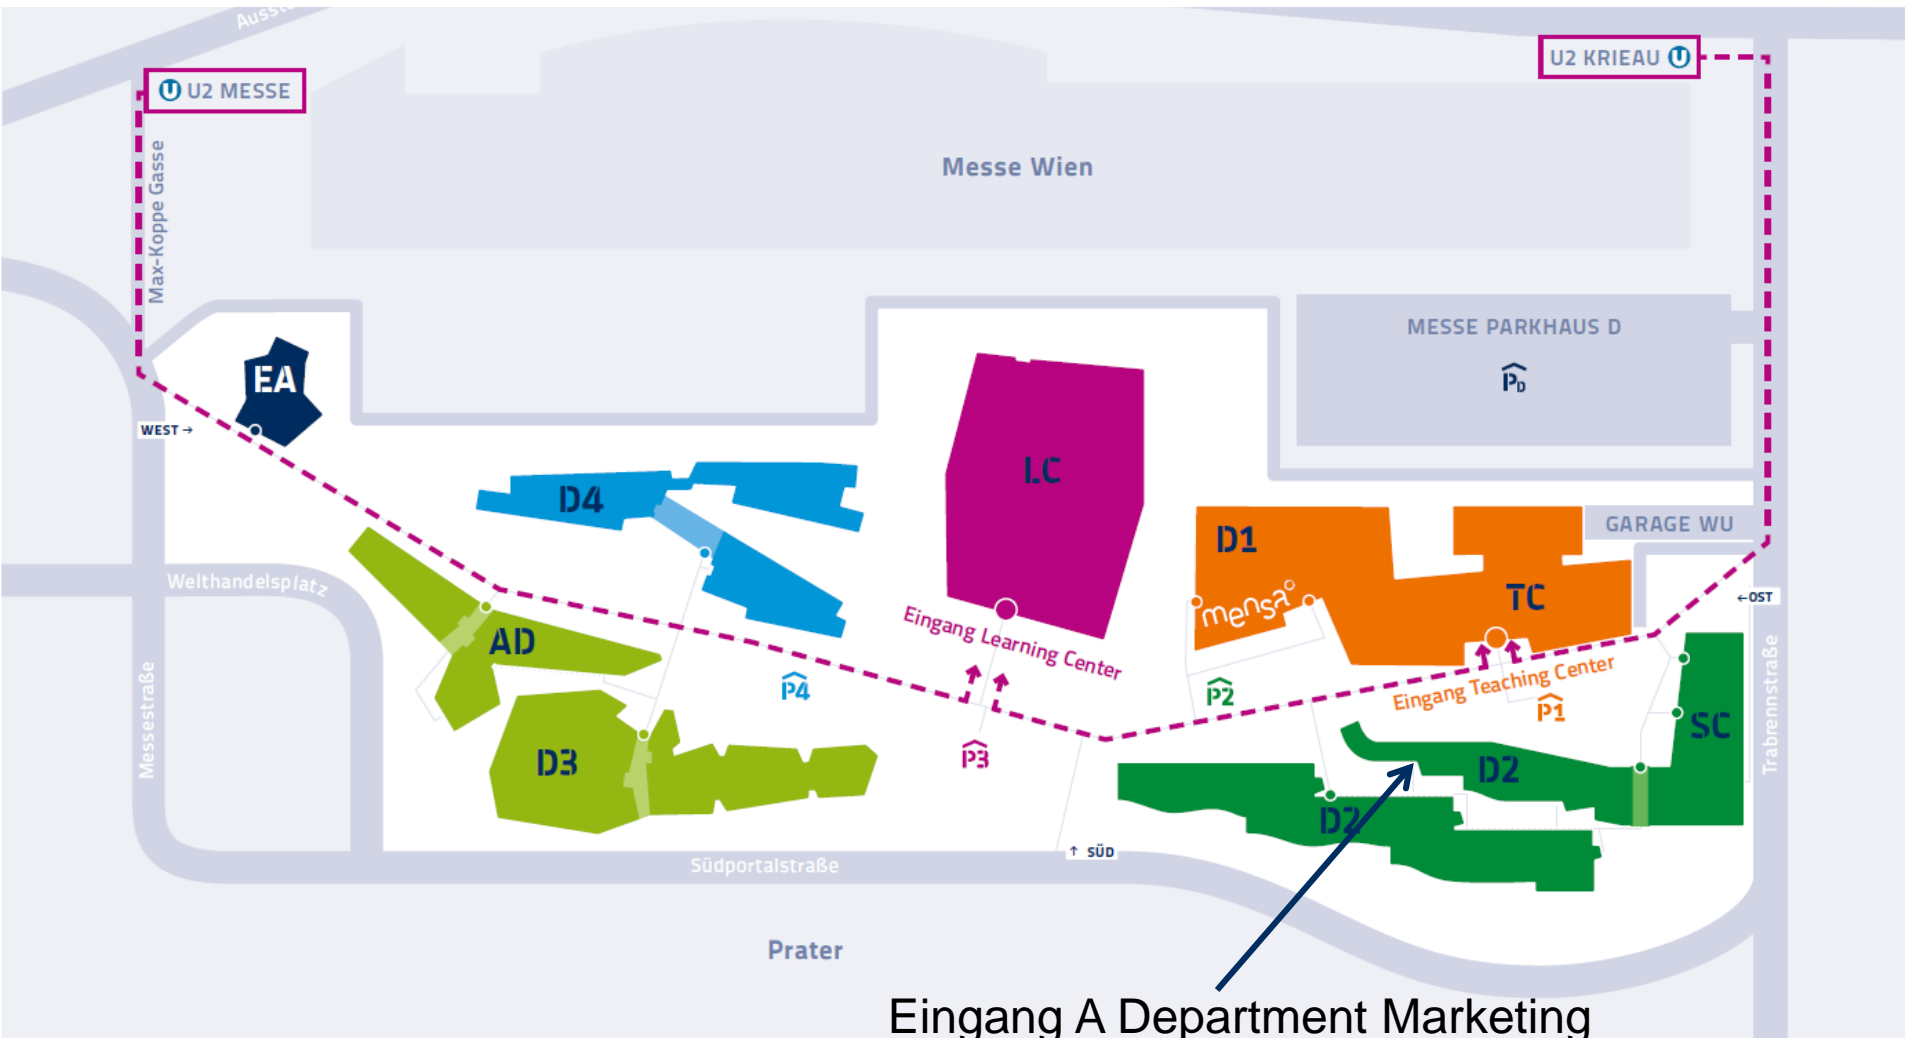 U2 KRIEAU U
U U2 MESSE
Messe Wien
Max-Koppe Gasse
MESSE PARKHAUS D
PD
EA
WEST →
LC
D4
GARAGE WU
D1
mensa
TC
← OST
Welthandelsplatz
AD
Eingang Learning Center
Eingang Teaching Center
P4
P2
P1
SC
Messestraße
Trabrennstraße
P3
D3
D2
D2
↑ SÜD
Südportalstraße
Prater
Eingang A Department Marketing